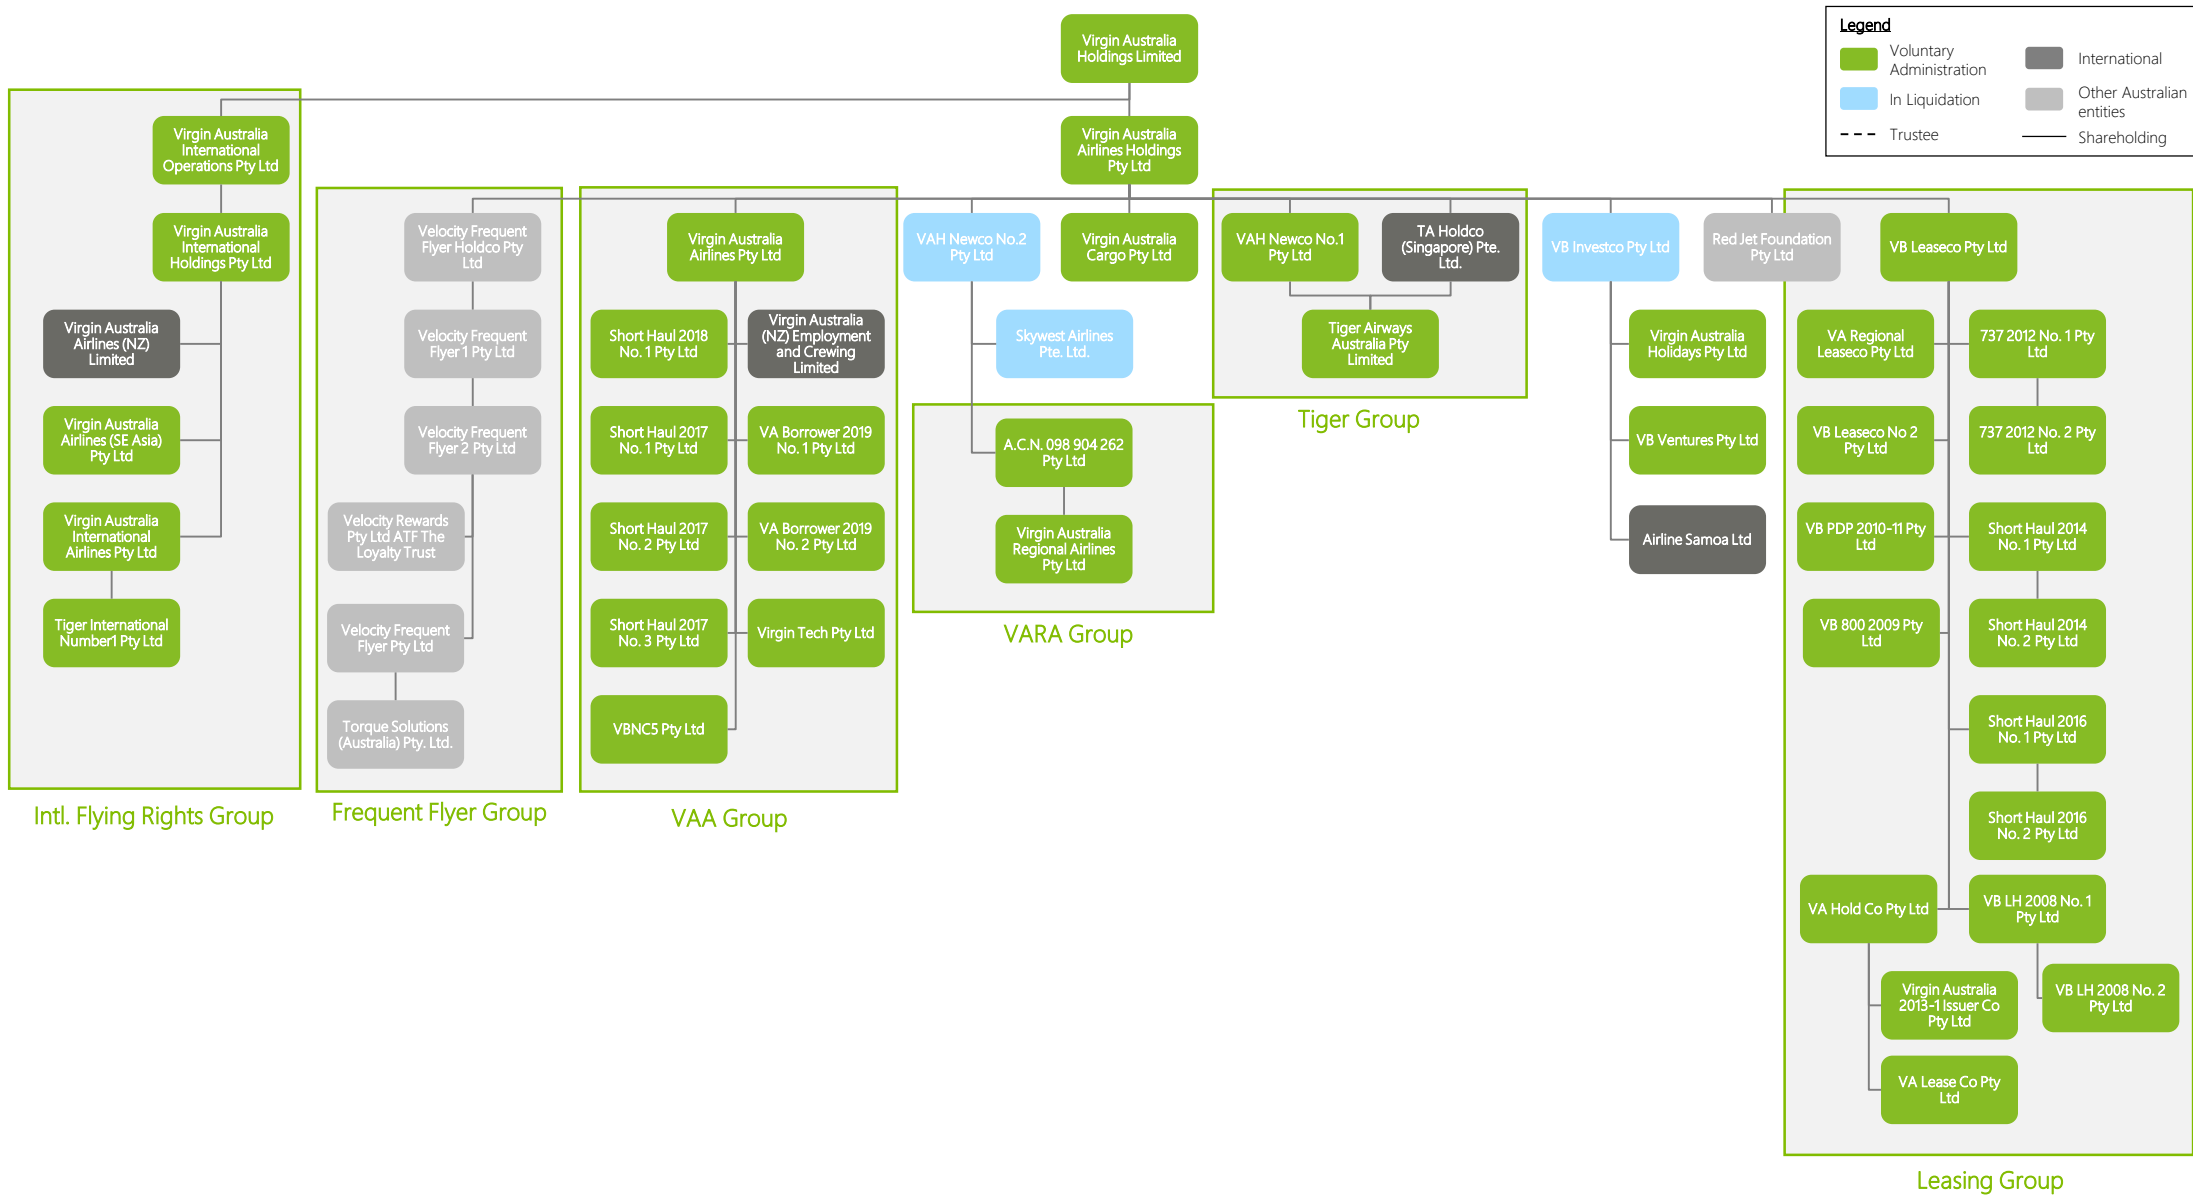 Virgin Australia
Holdings Limited
Legend
Voluntary
Administration
International
In Liquidation
Other Australian
entities
Trustee
Shareholding
Virgin Australia
International
Operations Pty Ltd
Virgin Australia
Airlines Holdings
Pty Ltd
Virgin Australia
International
Holdings Pty Ltd
Virgin Australia
Airlines (NZ)
Limited
Virgin Australia
Airlines (SE Asia)
Pty Ltd
Virgin Australia
International
Airlines Pty Ltd
Tiger International
Number1 Pty Ltd
Intl. Flying Rights Group
Velocity Frequent
Flyer Holdco Pty
Ltd
Velocity Frequent
Flyer 1 Pty Ltd
Velocity Frequent
Flyer 2 Pty Ltd
Velocity Rewards
Pty Ltd ATF The
Loyalty Trust
Velocity Frequent
Flyer Pty Ltd
Torque Solutions
(Australia) Pty. Ltd.
Frequent Flyer Group
Virgin Australia
Airlines Pty Ltd
Short Haul 2018
No. 1 Pty Ltd
Virgin Australia
(NZ) Employment
and Crewing
Limited
Short Haul 2017
No. 1 Pty Ltd
VA Borrower 2019
No. 1 Pty Ltd
Short Haul 2017
No. 2 Pty Ltd
VA Borrower 2019
No. 2 Pty Ltd
Short Haul 2017
No. 3 Pty Ltd
Virgin Tech Pty Ltd
VBNC5 Pty Ltd
VAA Group
VAH Newco No.2
Pty Ltd
Skywest Airlines
Pte. Ltd.
A.C.N. 098 904 262
Pty Ltd
Virgin Australia
Regional Airlines
Pty Ltd
VARA Group
Virgin Australia
Cargo Pty Ltd
VAH Newco No.1
Pty Ltd
TA Holdco
(Singapore) Pte.
Ltd.
Tiger Airways
Australia Pty
Limited
Tiger Group
VB Investco Pty Ltd
Virgin Australia
Holidays Pty Ltd
VB Ventures Pty Ltd
Airline Samoa Ltd
Red Jet Foundation
Pty Ltd
VB Leaseco Pty Ltd
VA Regional
Leaseco Pty Ltd
737 2012 No. 1 Pty
Ltd
VB Leaseco No 2
Pty Ltd
737 2012 No. 2 Pty
Ltd
VB PDP 2010-11 Pty
Ltd
Short Haul 2014
No. 1 Pty Ltd
VB 800 2009 Pty
Ltd
Short Haul 2014
No. 2 Pty Ltd
Short Haul 2016
No. 1 Pty Ltd
Short Haul 2016
No. 2 Pty Ltd
VA Hold Co Pty Ltd
VB LH 2008 No. 1
Pty Ltd
Virgin Australia
2013-1 Issuer Co
Pty Ltd
VB LH 2008 No. 2
Pty Ltd
VA Lease Co Pty
Ltd
Leasing Group